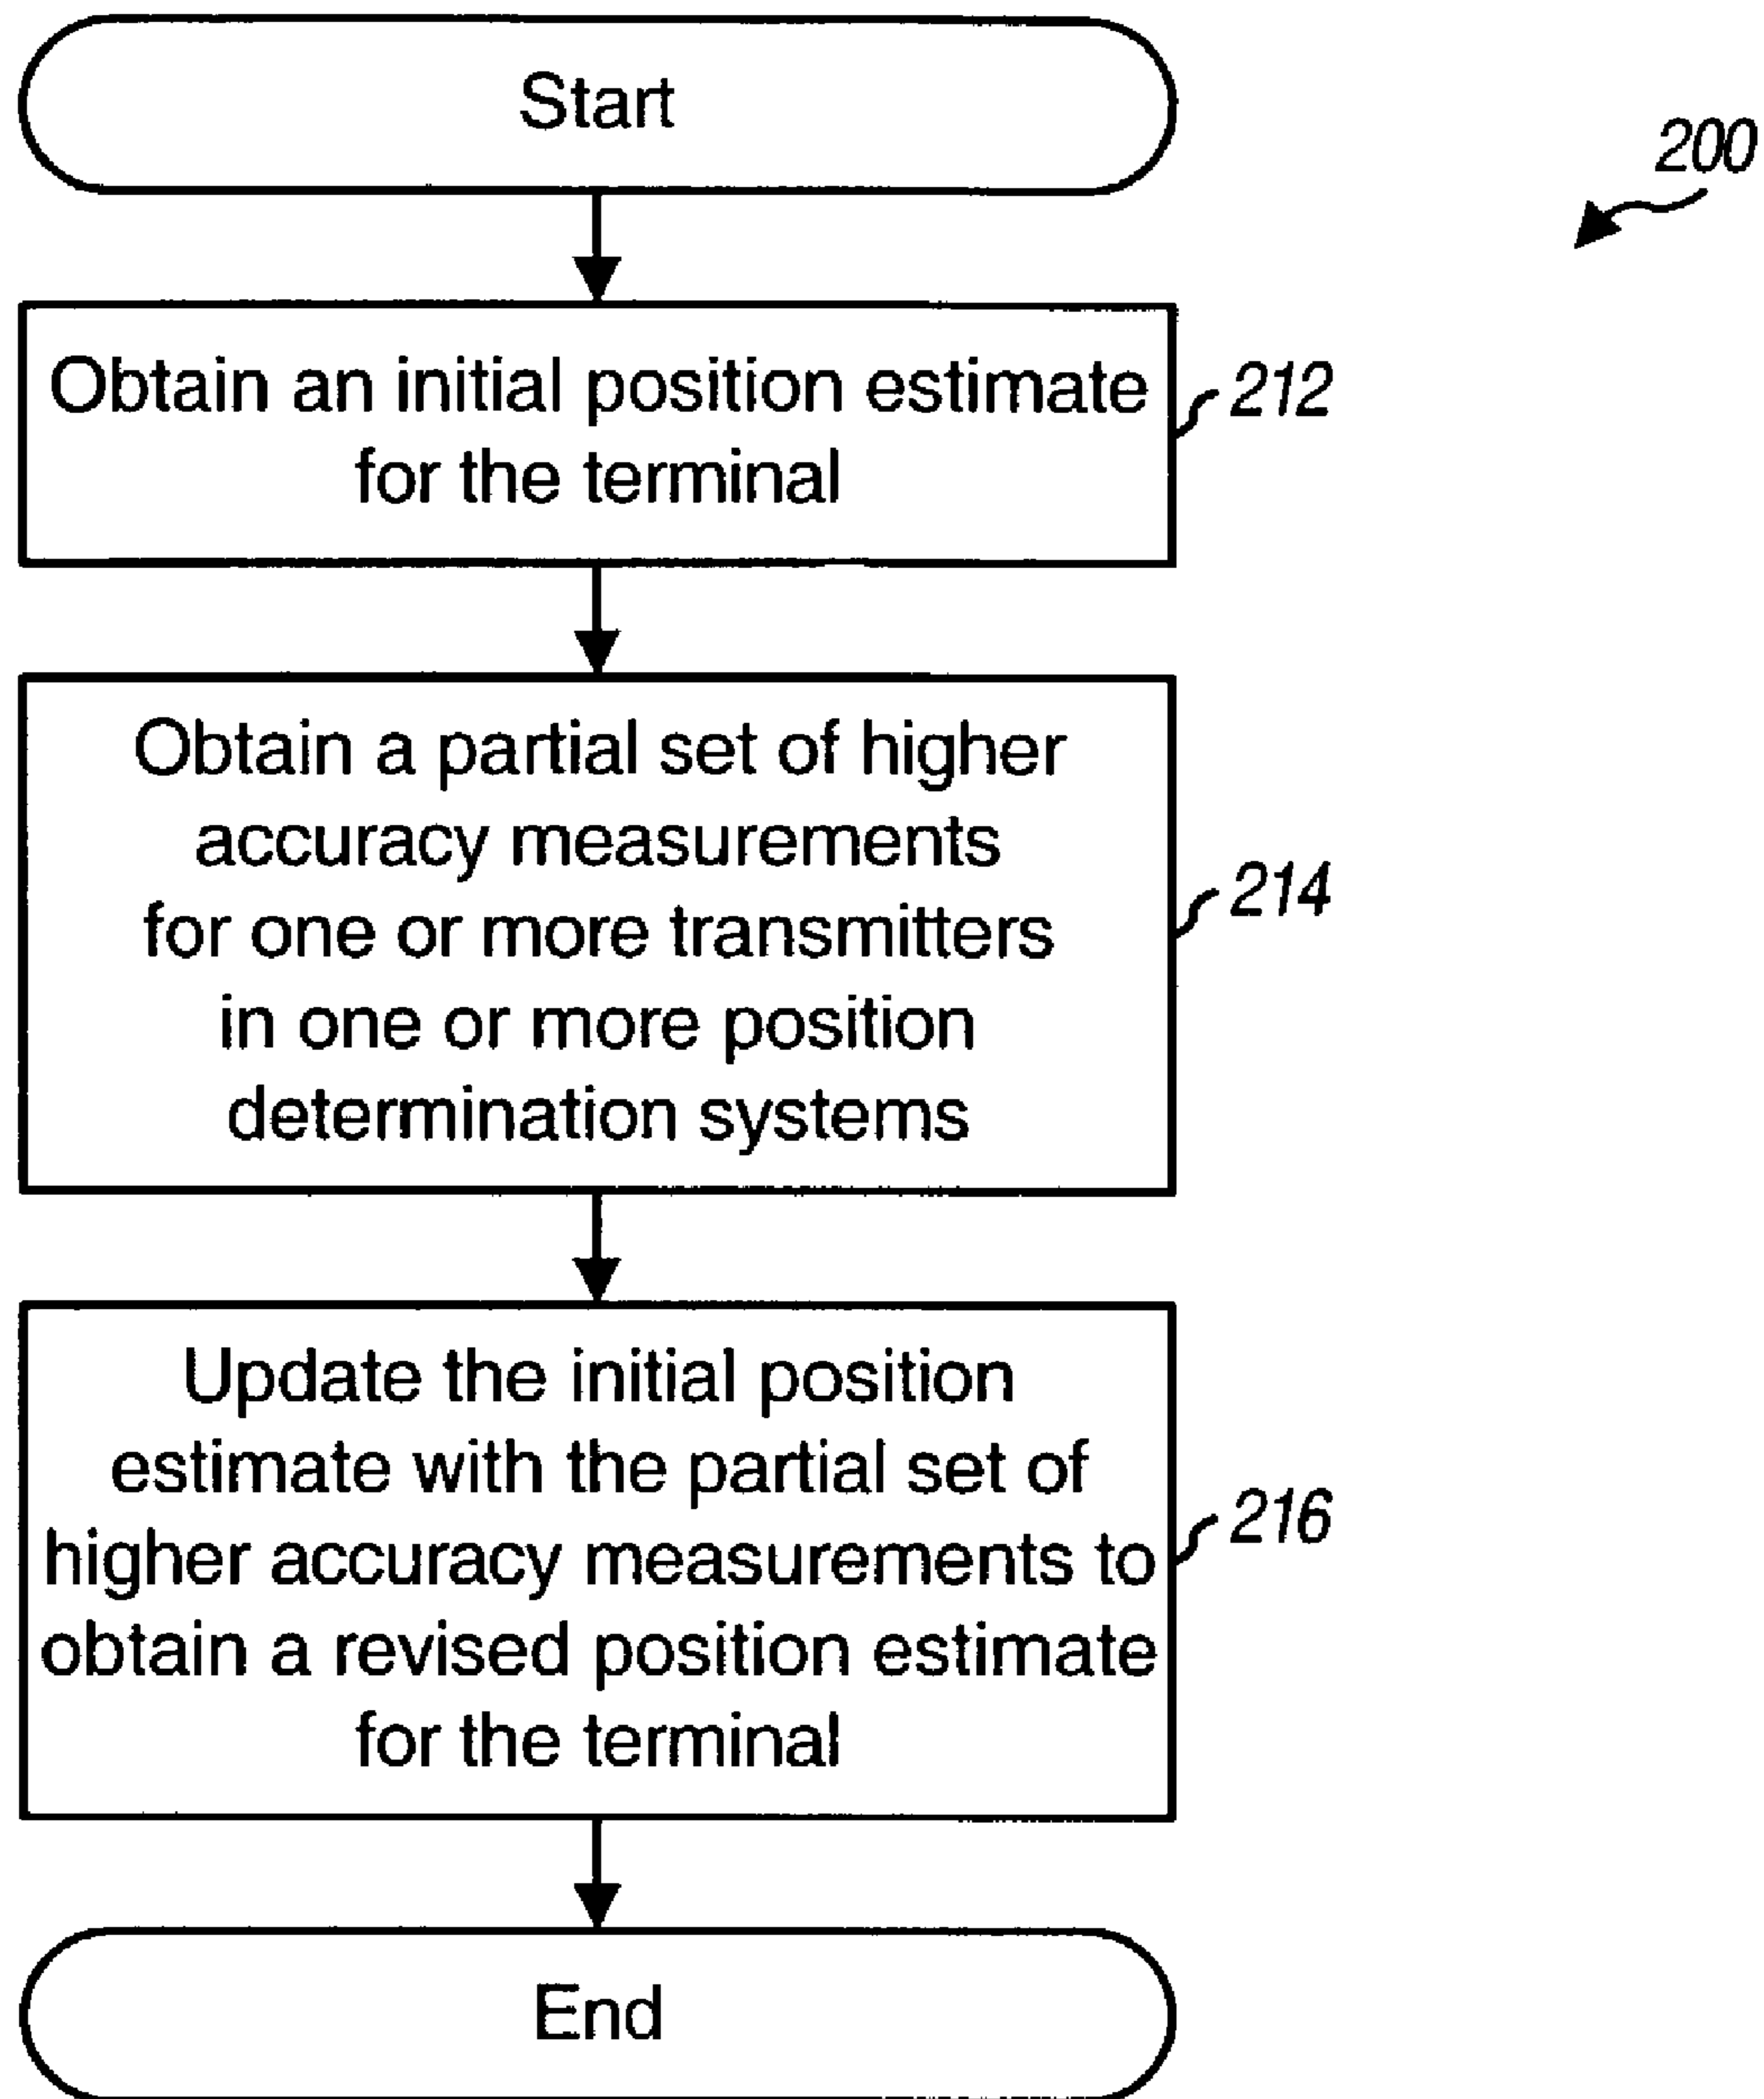 Start
200
Obtain an initial position estimate
for the terminal
212
Obtain a partial set of higher
accuracy measurements
for one or more transmitters
in one or more position
determination systems
214
Update the initial position
estimate with the partial set of
higher accuracy measurements to
obtain a revised position estimate
for the terminal
216
End